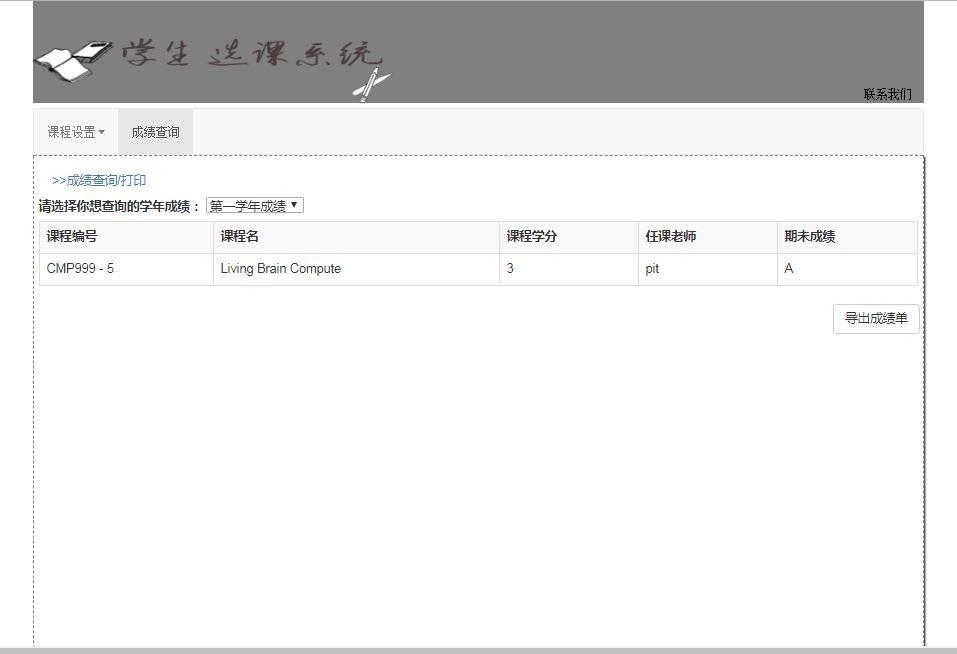 学生选课系统
联系我们
课程设置 成绩查询
>>成绩查询/打印
请选择你想查询的学年成绩： 第一学年成绩
课程编号 课程名 课程学分 任课老师 期末成绩
CMP999 - 5 Living Brain Compute 3 pit A
导出成绩单